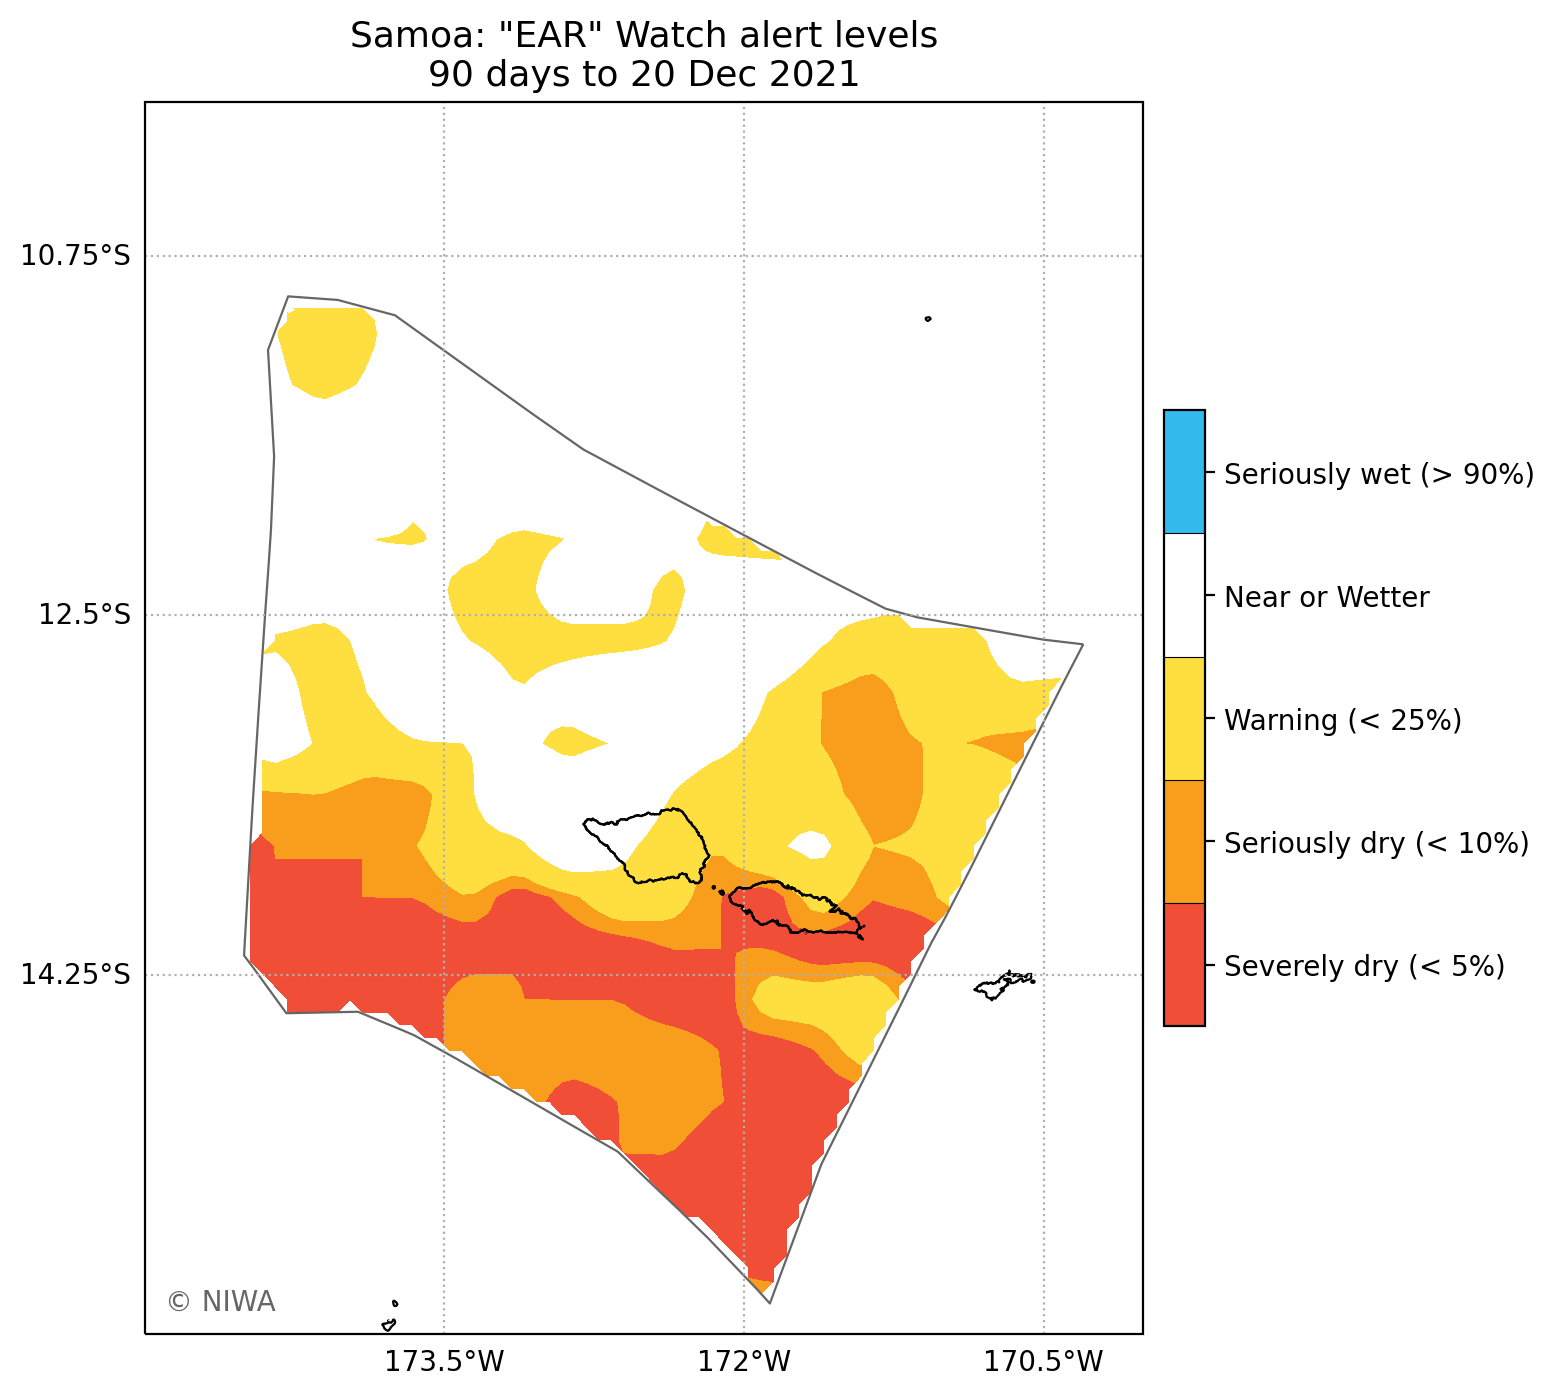 Samoa: "EAR" Watch alert levels
90 days to 20 Dec 2021
10.75°S
12.5°S
14.25°S
173.5°W
172°W
170.5°W
Seriously wet (> 90%)
Near or Wetter
Warning (< 25%)
Seriously dry (< 10%)
Severely dry (< 5%)
© NIWA